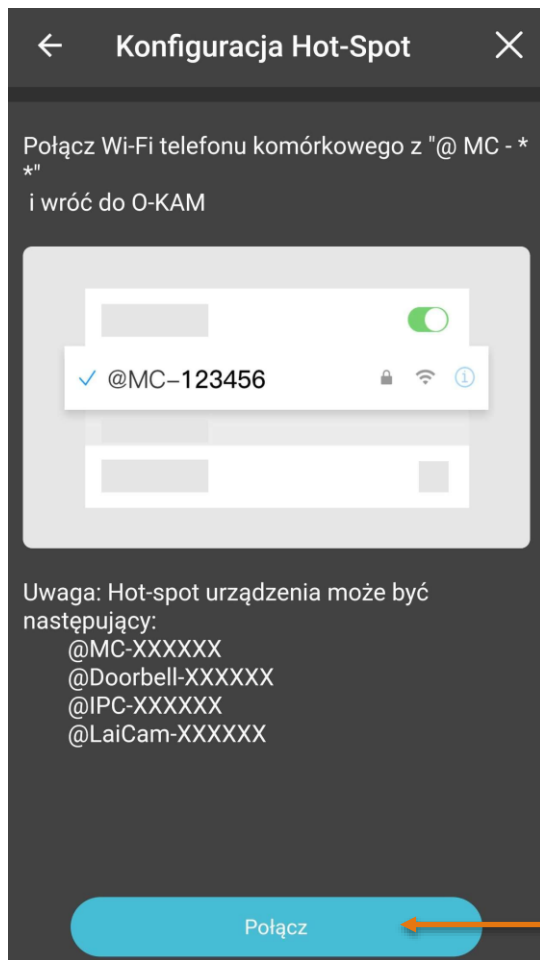 Konfiguracja Hot-Spot
Połącz Wi-Fi telefonu komórkowego z "@ MC - *
*"
i wróć do O-KAM
@MC–123456
Uwaga: Hot-spot urządzenia może być
następujący:
@MC-XXXXXX
@Doorbell-XXXXXX
@IPC-XXXXXX
@LaiCam-XXXXXX
Połącz